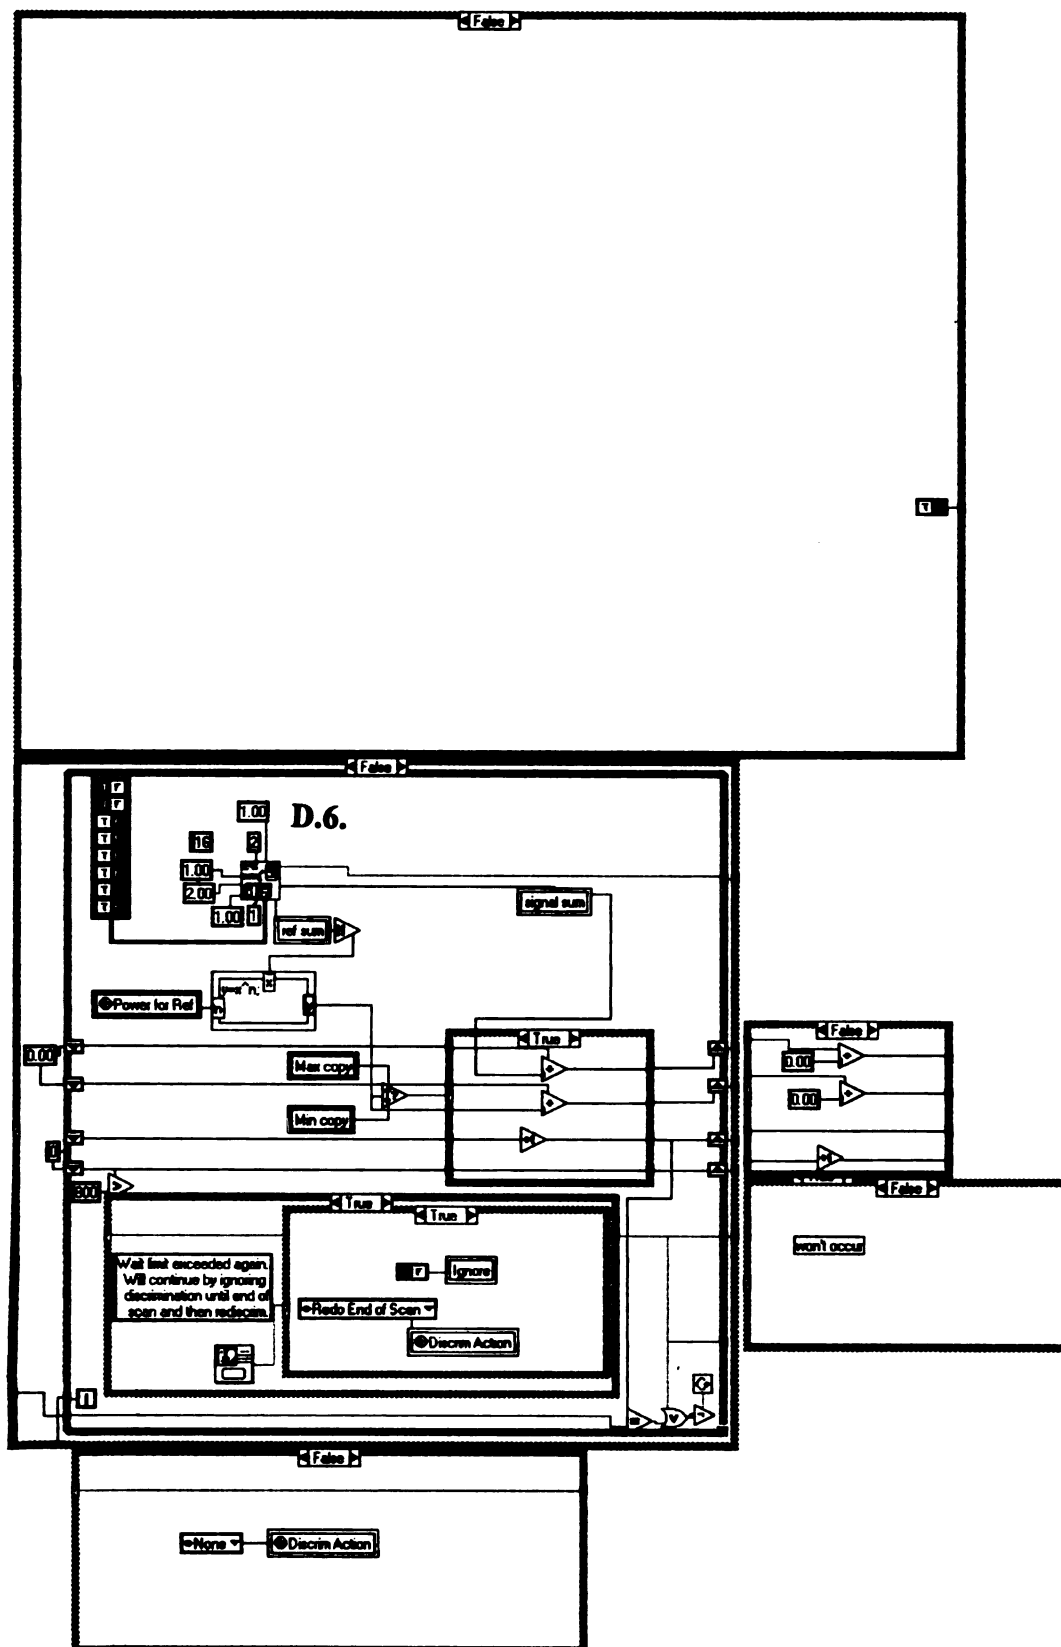 False
False
D.6.
1.00
16
2
1.00
2.00
1.00
1
signal sum
ref sum
y=x^n;
x
n
y
Power for Ref
0.00
True
False
0.00
0.00
Max copy
Min copy
True
True
False
won't occur
Wait limit exceeded again.
Will continue by ignoring
discrimination until end of
scan and then rediscrim.
Ignore
Redo End of Scan
Discrim Action
False
None
Discrim Action